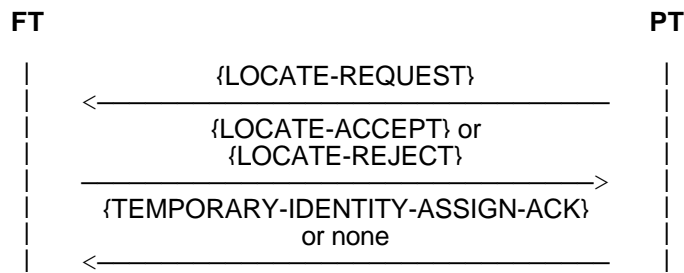 FT PT
{LOCATE-REQUEST}
{LOCATE-ACCEPT} or
{LOCATE-REJECT}
{TEMPORARY-IDENTITY-ASSIGN-ACK}
or none